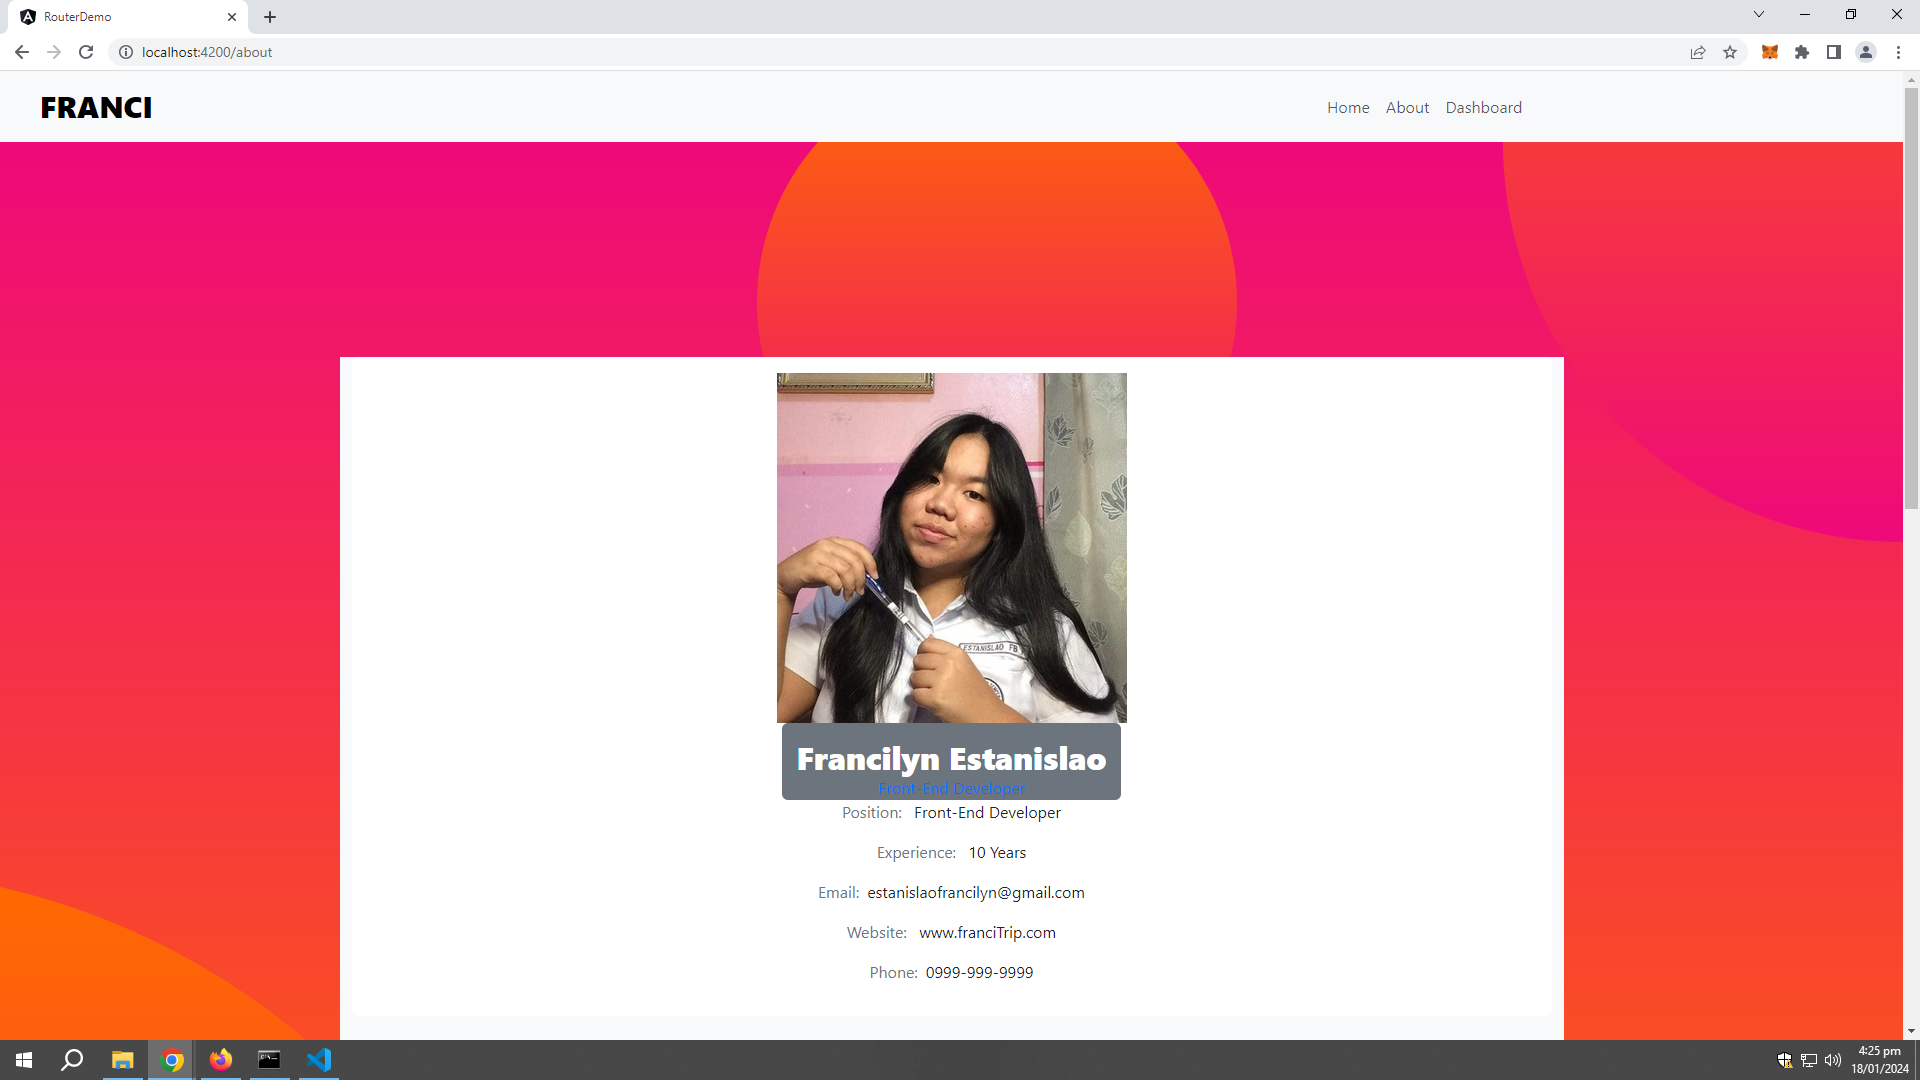 RouterDemo
localhost:4200/about
FRANCI
Home About Dashboard
ESTANISLAO FB
Francilyn Estanislao
Front-End Developer
Position: Front-End Developer
Experience: 10 Years
Email: estanislaofrancilyn@gmail.com
Website: www.franciTrip.com
Phone: 0999-999-9999
4:25 pm
18/01/2024